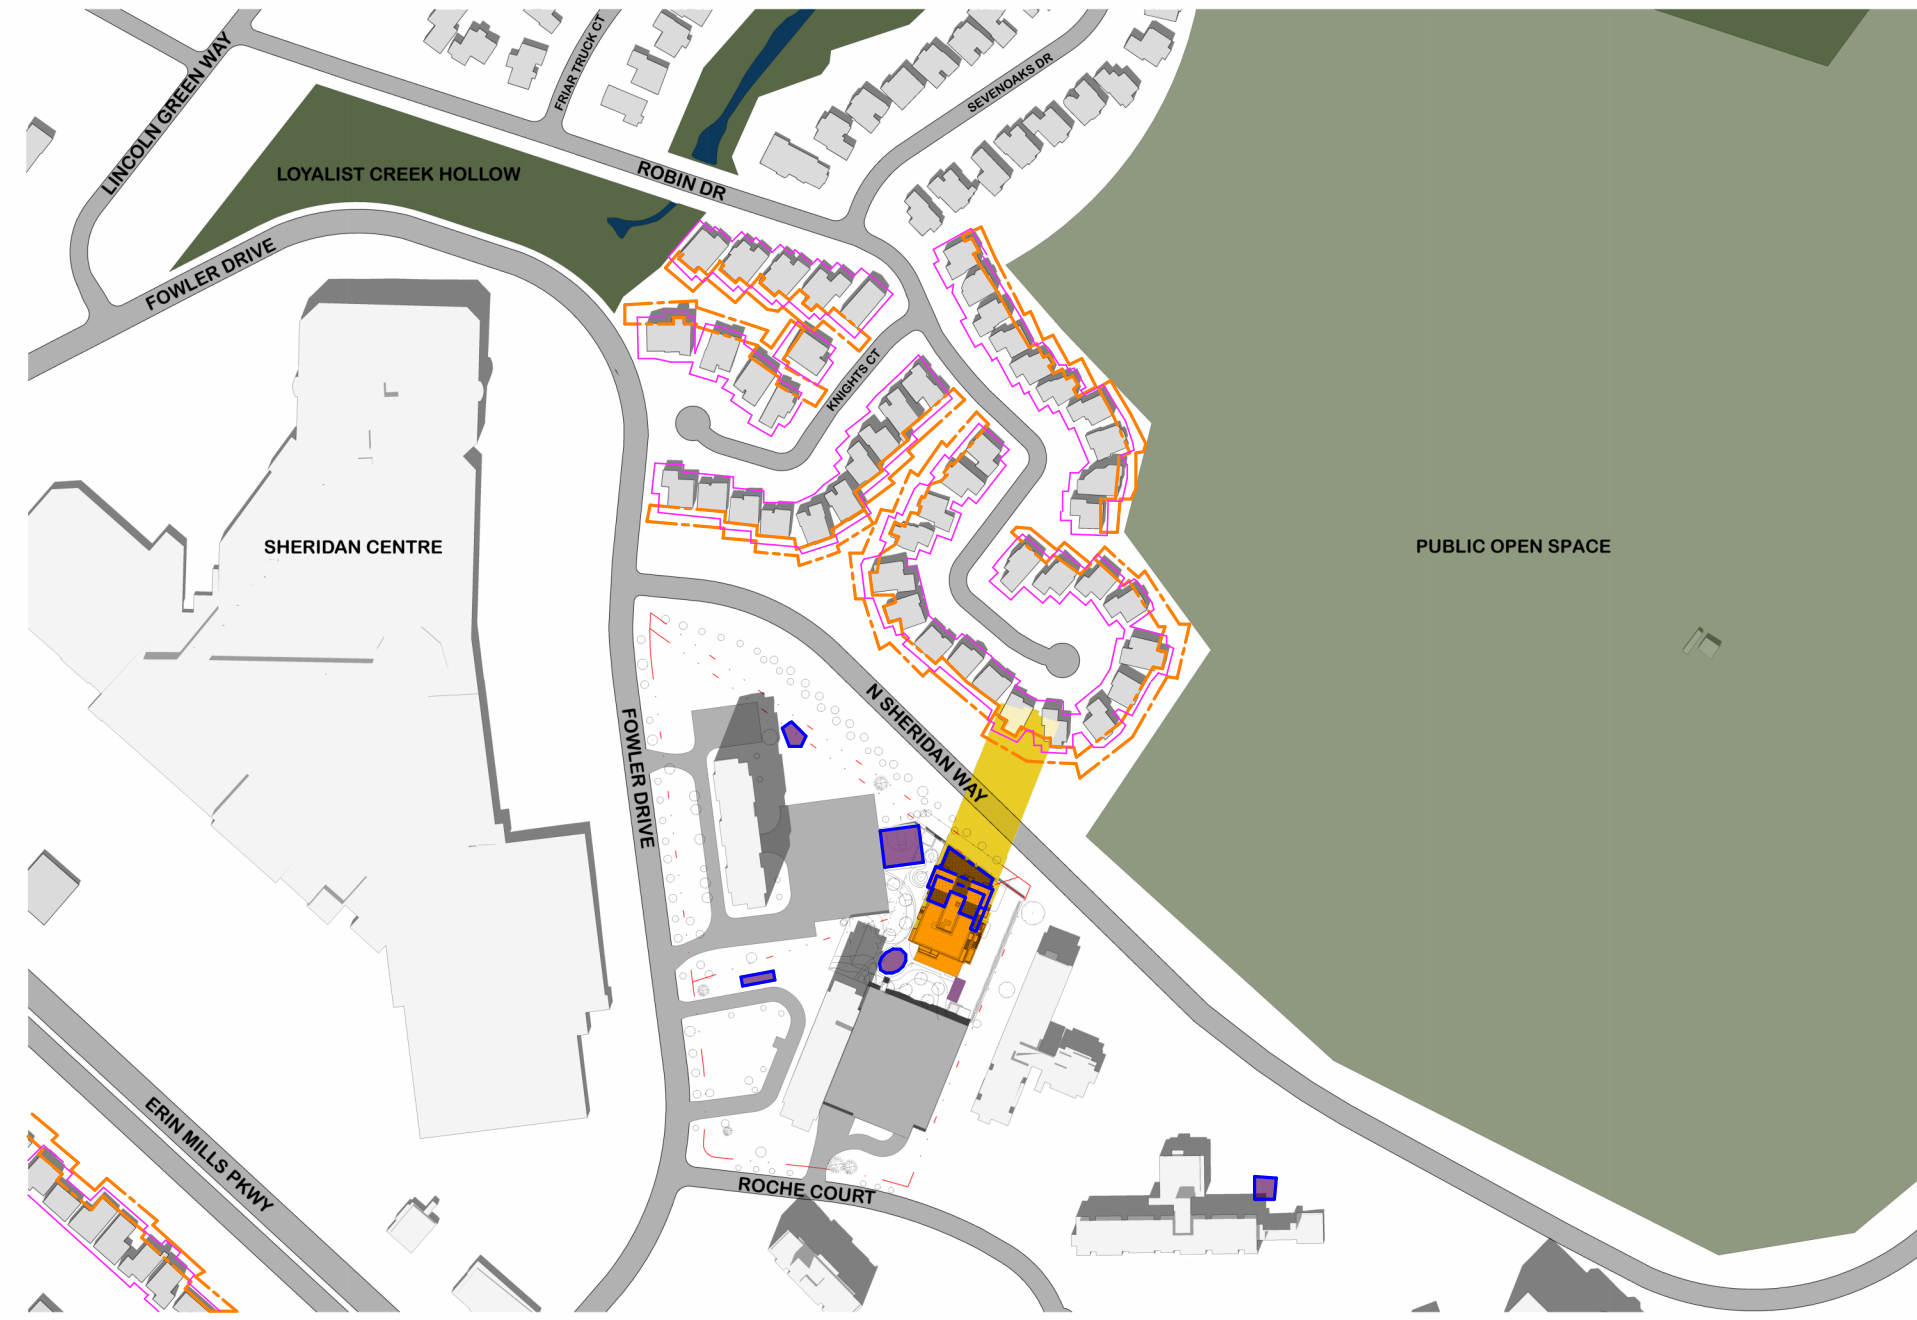 LINCOLN GREEN WAY
FRIAR TRUCK CT
SEVENOAKS DR
LOYALIST CREEK HOLLOW
ROBIN DR
FOWLER DRIVE
KNIGHTS CT
SHERIDAN CENTRE
PUBLIC OPEN SPACE
N SHERIDAN WAY
FOWLER DRIVE
ERIN MILLS PKWY
ROCHE COURT